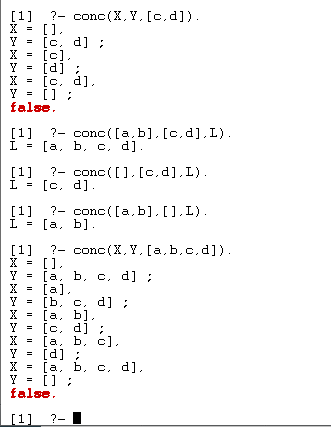 [1]  ?- conc(X,Y,[c,d]).
X = [],
Y = [c, d] ;
X = [c],
Y = [d] ;
X = [c, d],
Y = [] ;
false.
[1]  ?- conc([a,b],[c,d],L).
L = [a, b, c, d].
[1]  ?- conc([],[c,d],L).
L = [c, d].
[1]  ?- conc([a,b],[],L).
L = [a, b].
[1]  ?- conc(X,Y,[a,b,c,d]).
X = [],
Y = [a, b, c, d] ;
X = [a],
Y = [b, c, d] ;
X = [a, b],
Y = [c, d] ;
X = [a, b, c],
Y = [d] ;
X = [a, b, c, d],
Y = [] ;
false.
[1]  ?-